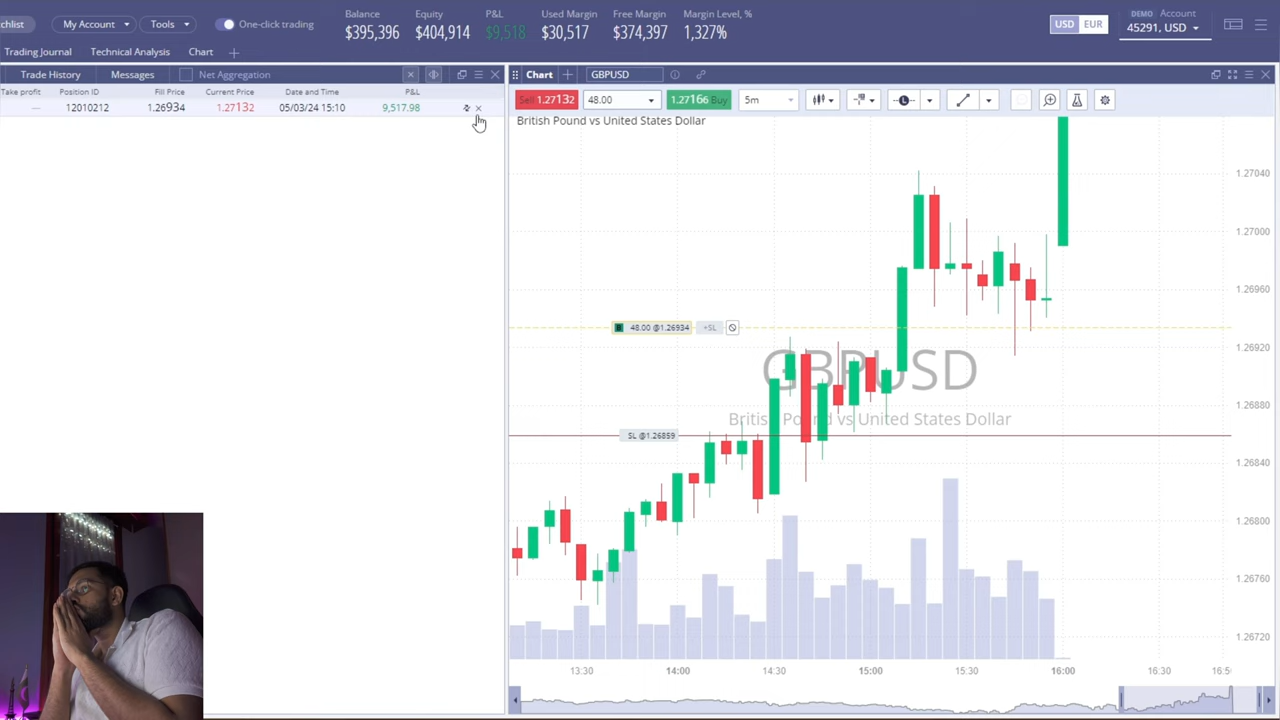 chlist
My Account
Tools
One-click trading
Balance
$395,396
Equity
$404,914
P&L
$9,518
Used Margin
$30,517
Free Margin
$374,397
Margin Level, %
1,327%
USD
EUR
DEMO Account
45291, USD
Trading Journal
Technical Analysis
Chart
Trade History
Messages
Net Aggregation
Take profit
Position ID
Fill Price
Current Price
Date and Time
P&L
12010212
1.26934
1.27132
05/03/24 15:10
9,517.98
Chart
GBPUSD
Sell 1.27132
48.00
1.27166 Buy
5m
British Pound vs United States Dollar
48.00 @1.26934
+SL
SL @1.26859
GBPUSD
British Pound vs United States Dollar
1.27040
1.27000
1.26960
1.26920
1.26880
1.26840
1.26800
1.26760
1.26720
13:30
14:00
14:30
15:00
15:30
16:00
16:30
16:5